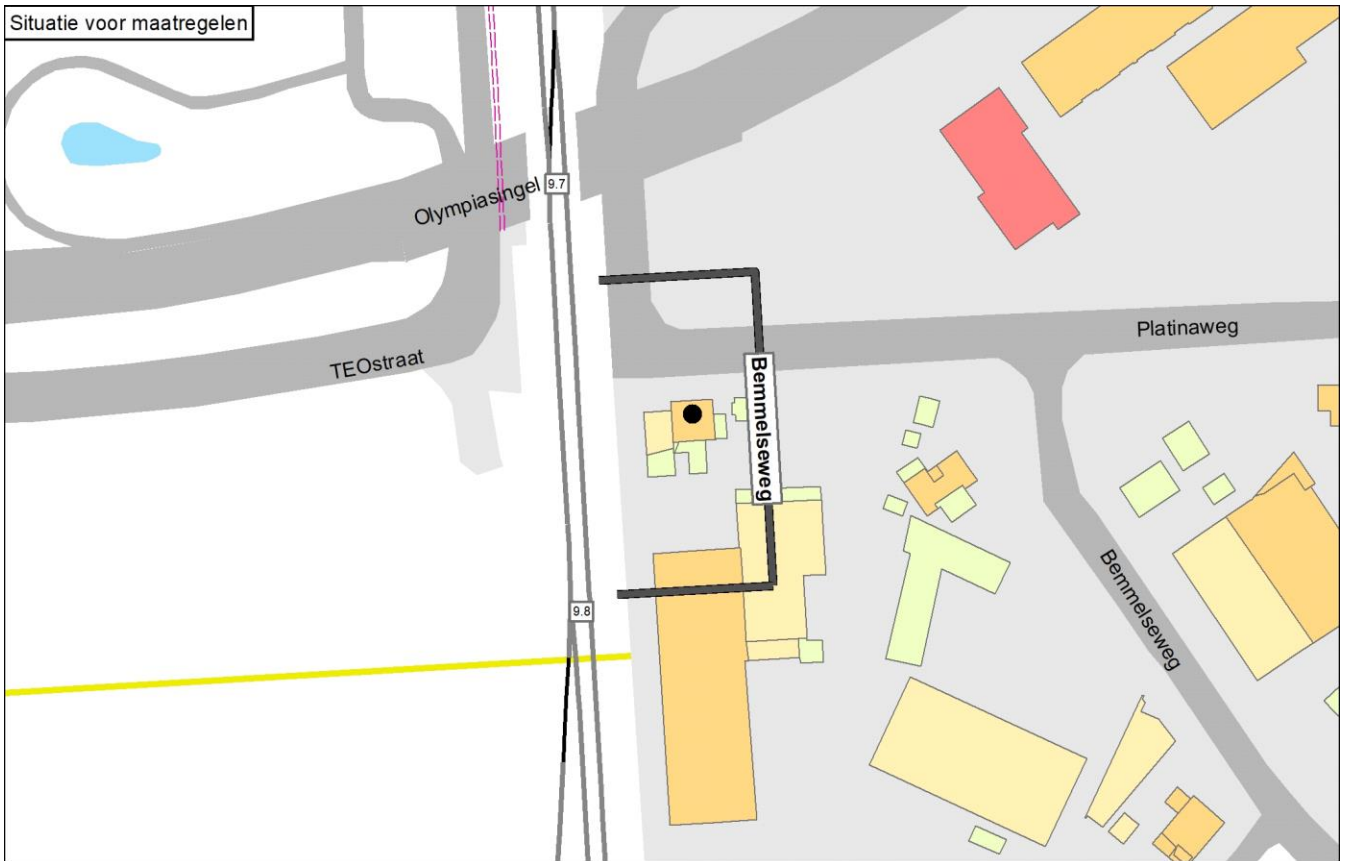 Situatie voor maatregelen
Olympiasingel
9.7
Platinaweg
TEOstraat
Bemmelseweg
Bemmelseweg
9.8